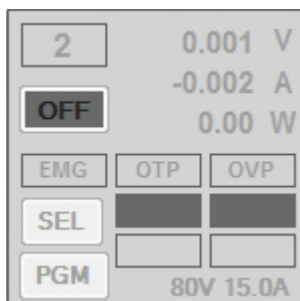 2 0.001 V
-0.002 A
OFF
0.00 W
EMG OTP OVP
SEL
PGM
80V 15.0A